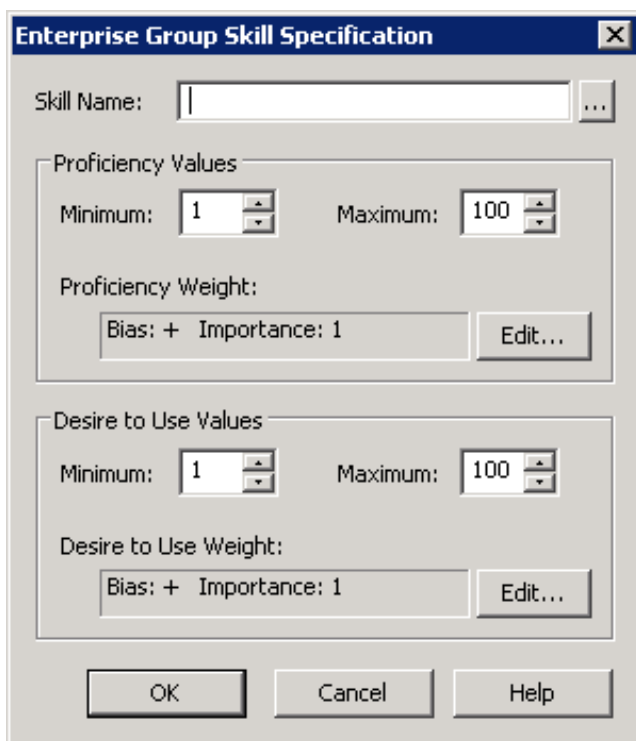 Enterprise Group Skill Specification
Skill Name: ...
Proficiency Values
Minimum: 1 Maximum: 100
Proficiency Weight:
Bias: + Importance: 1 Edit...
Desire to Use Values
Minimum: 1 Maximum: 100
Desire to Use Weight:
Bias: + Importance: 1 Edit...
OK Cancel Help